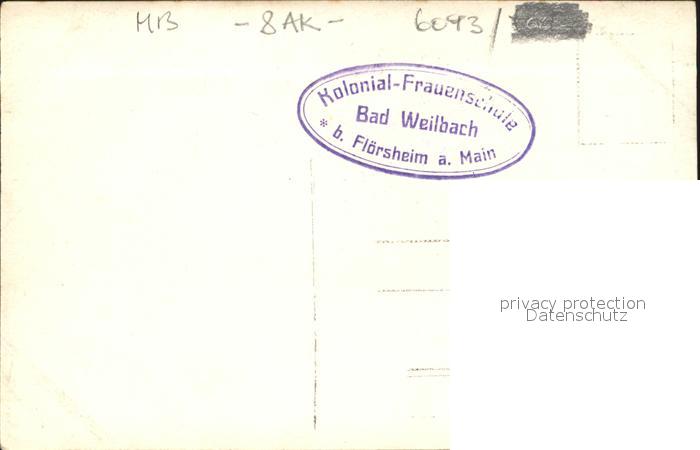 MB - 8AK - 6093/
Kolonial-Frauenschule
Bad Weilbach
* b. Flörsheim a. Main
privacy protection
Datenschutz